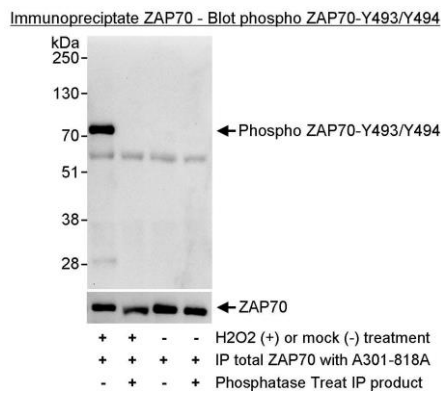 Immunopreciptate ZAP70 - Blot phospho ZAP70-Y493/Y494
kDa
250
130
70
51
38
28
Phospho ZAP70-Y493/Y494
ZAP70
+ + - - H2O2 (+) or mock (-) treatment
+ + + + IP total ZAP70 with A301-818A
- + - + Phosphatase Treat IP product